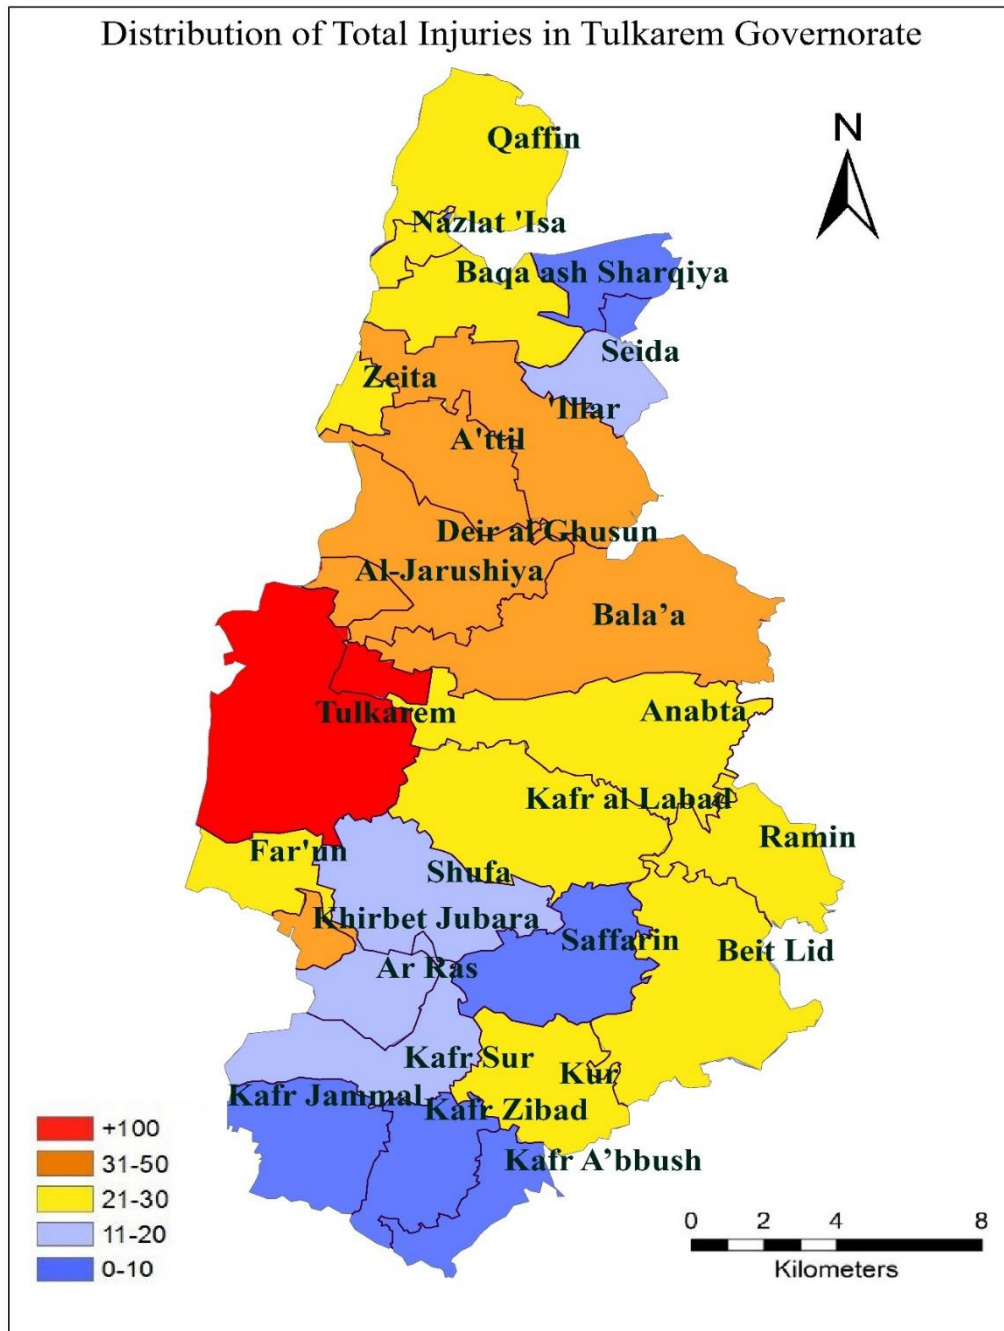 Distribution of Total Injuries in Tulkarem Governorate
N
Qaffin
Nazlat 'Isa
Baqa ash Sharqiya
Seida
Zeita
'Illar
A'ttil
Deir al Ghusun
Al-Jarushiya
Bala’a
Tulkarem
Anabta
Kafr al Labad
Ramin
Far'un
Shufa
Khirbet Jubara
Saffarin
Beit Lid
Ar Ras
Kafr Sur
Kur
Kafr Jammal
Kafr Zibad
Kafr A’bbush
+100
31-50
21-30
11-20
0-10
0 2 4 8
Kilometers